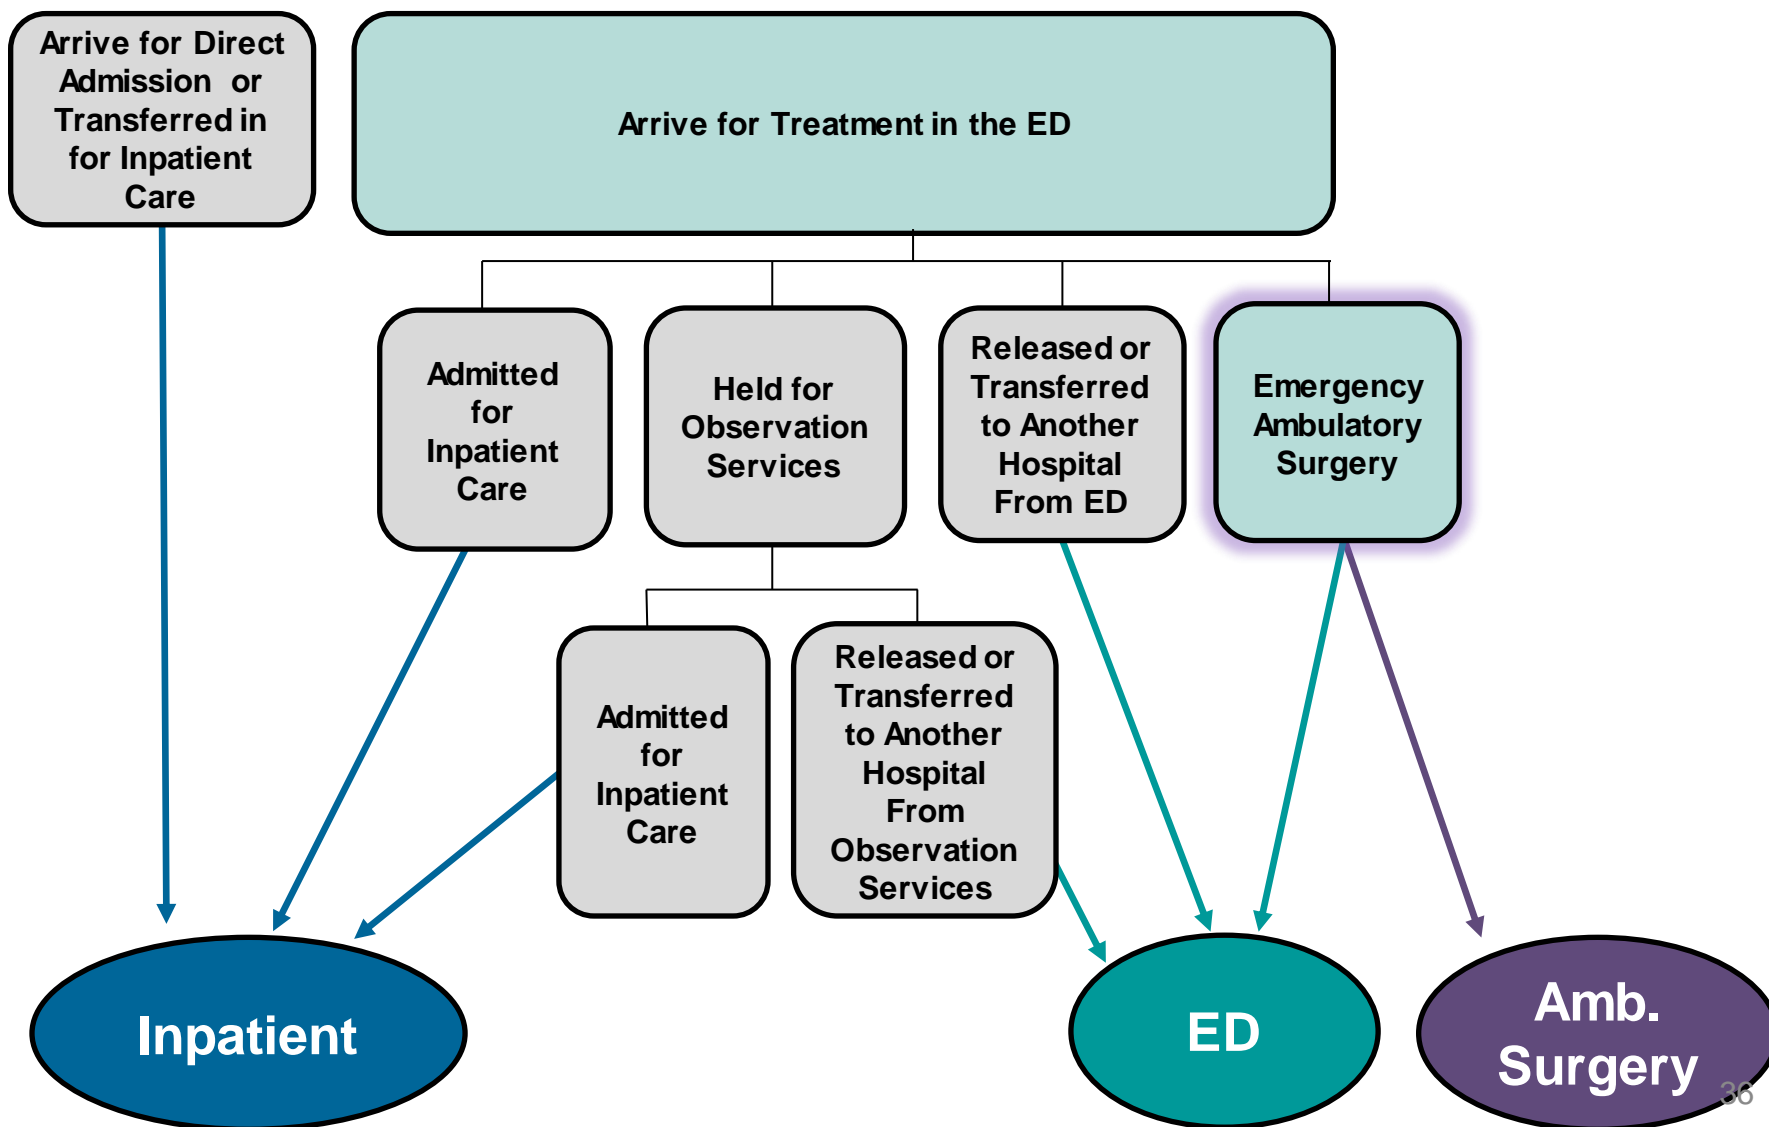 Arrive for Direct
Admission or
Transferred in
for Inpatient
Care
Arrive for Treatment in the ED
Admitted
for
Inpatient
Care
Held for
Observation
Services
Released or
Transferred
to Another
Hospital
From ED
Emergency
Ambulatory
Surgery
Admitted
for
Inpatient
Care
Released or
Transferred
to Another
Hospital
From
Observation
Services
Inpatient
ED
Amb.
Surgery
36